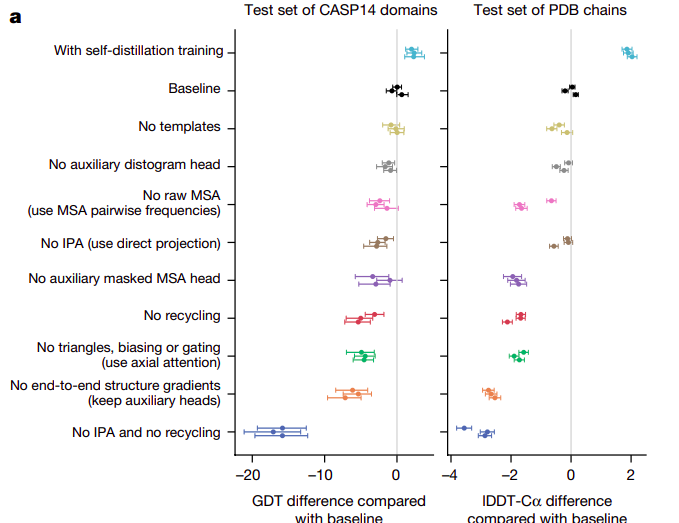 a
Test set of CASP14 domains
Test set of PDB chains
With self-distillation training
Baseline
No templates
No auxiliary distogram head
No raw MSA
(use MSA pairwise frequencies)
No IPA (use direct projection)
No auxiliary masked MSA head
No recycling
No triangles, biasing or gating
(use axial attention)
No end-to-end structure gradients
(keep auxiliary heads)
No IPA and no recycling
−20 −10 0
−4 −2 0 2
GDT difference compared
with baseline
lDDT-Cα difference
compared with baseline